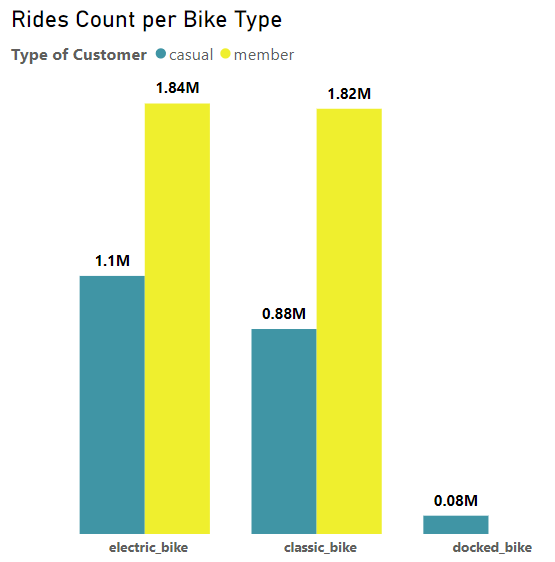 Rides Count per Bike Type
Type of Customer casual member
1.84M
1.82M
1.1M
0.88M
0.08M
electric_bike classic_bike docked_bike